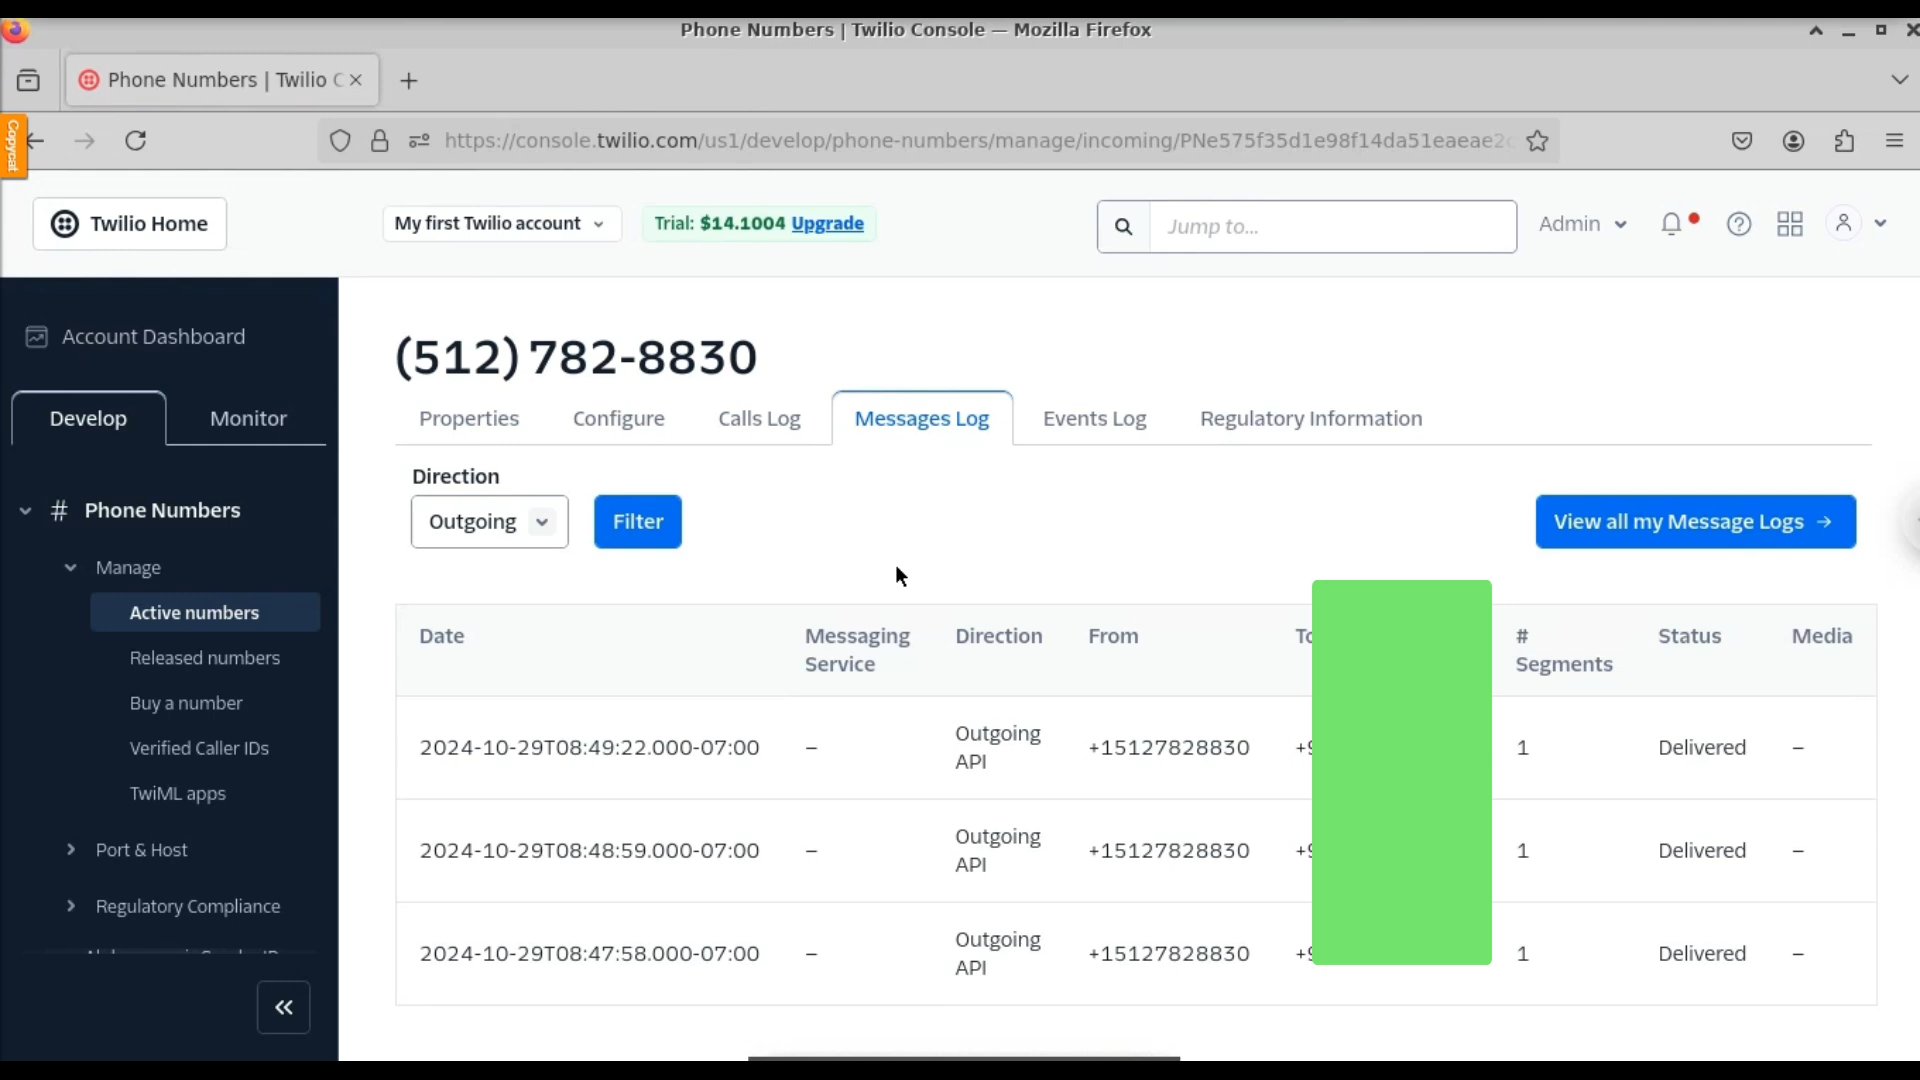 Phone Numbers | Twilio Console — Mozilla Firefox
Phone Numbers | Twilio C
Copycat
https://console.twilio.com/us1/develop/phone-numbers/manage/incoming/PNe575f35d1e98f14da51eaeae2
Twilio Home
My first Twilio account
Trial: $14.1004 Upgrade
Jump to...
Admin
Account Dashboard
Develop
Monitor
# Phone Numbers
Manage
Active numbers
Released numbers
Buy a number
Verified Caller IDs
TwiML apps
Port & Host
Regulatory Compliance
(512) 782-8830
Properties Configure Calls Log Messages Log Events Log Regulatory Information
Direction
Outgoing
Filter
View all my Message Logs →
Date Messaging Service Direction From To # Segments Status Media
2024-10-29T08:49:22.000-07:00 – Outgoing API +15127828830 +9 1 Delivered –
2024-10-29T08:48:59.000-07:00 – Outgoing API +15127828830 +9 1 Delivered –
2024-10-29T08:47:58.000-07:00 – Outgoing API +15127828830 +9 1 Delivered –